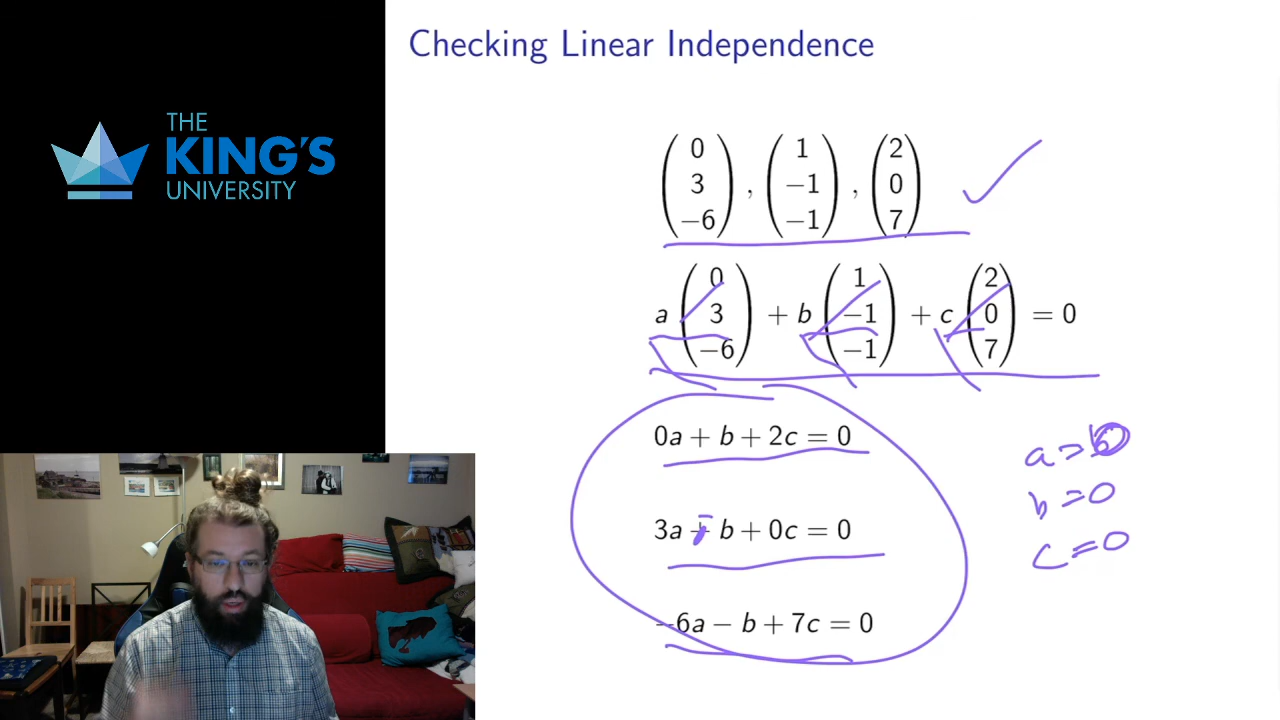 THE
KING'S
UNIVERSITY
Checking Linear Independence
(0 3 −6), (1 −1 −1), (2 0 7)
a (0 3 −6) + b (1 −1 −1) + c (2 0 7) = 0
0a + b + 2c = 0
3a − b + 0c = 0
−6a − b + 7c = 0
a = 0
b = 0
c = 0